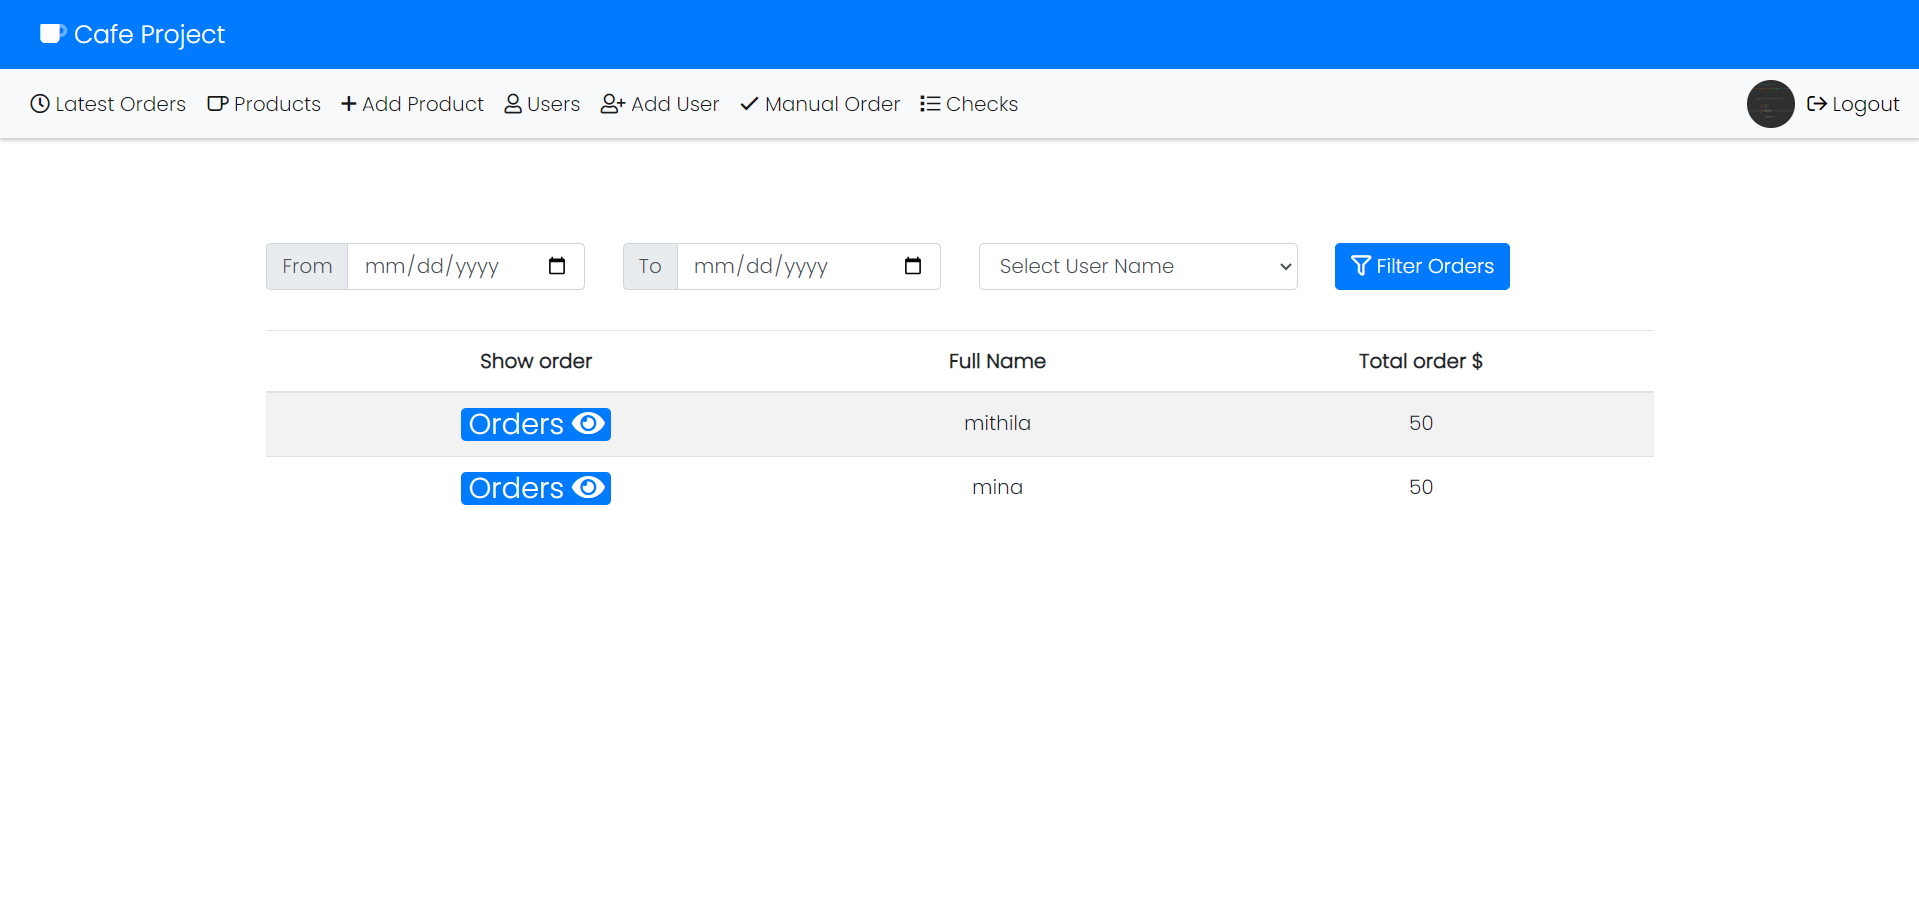 Cafe Project
Latest Orders Products Add Product Users Add User Manual Order Checks Logout
From mm/dd/yyyy To mm/dd/yyyy Select User Name Filter Orders
Show order Full Name Total order $
Orders mithila 50
Orders mina 50